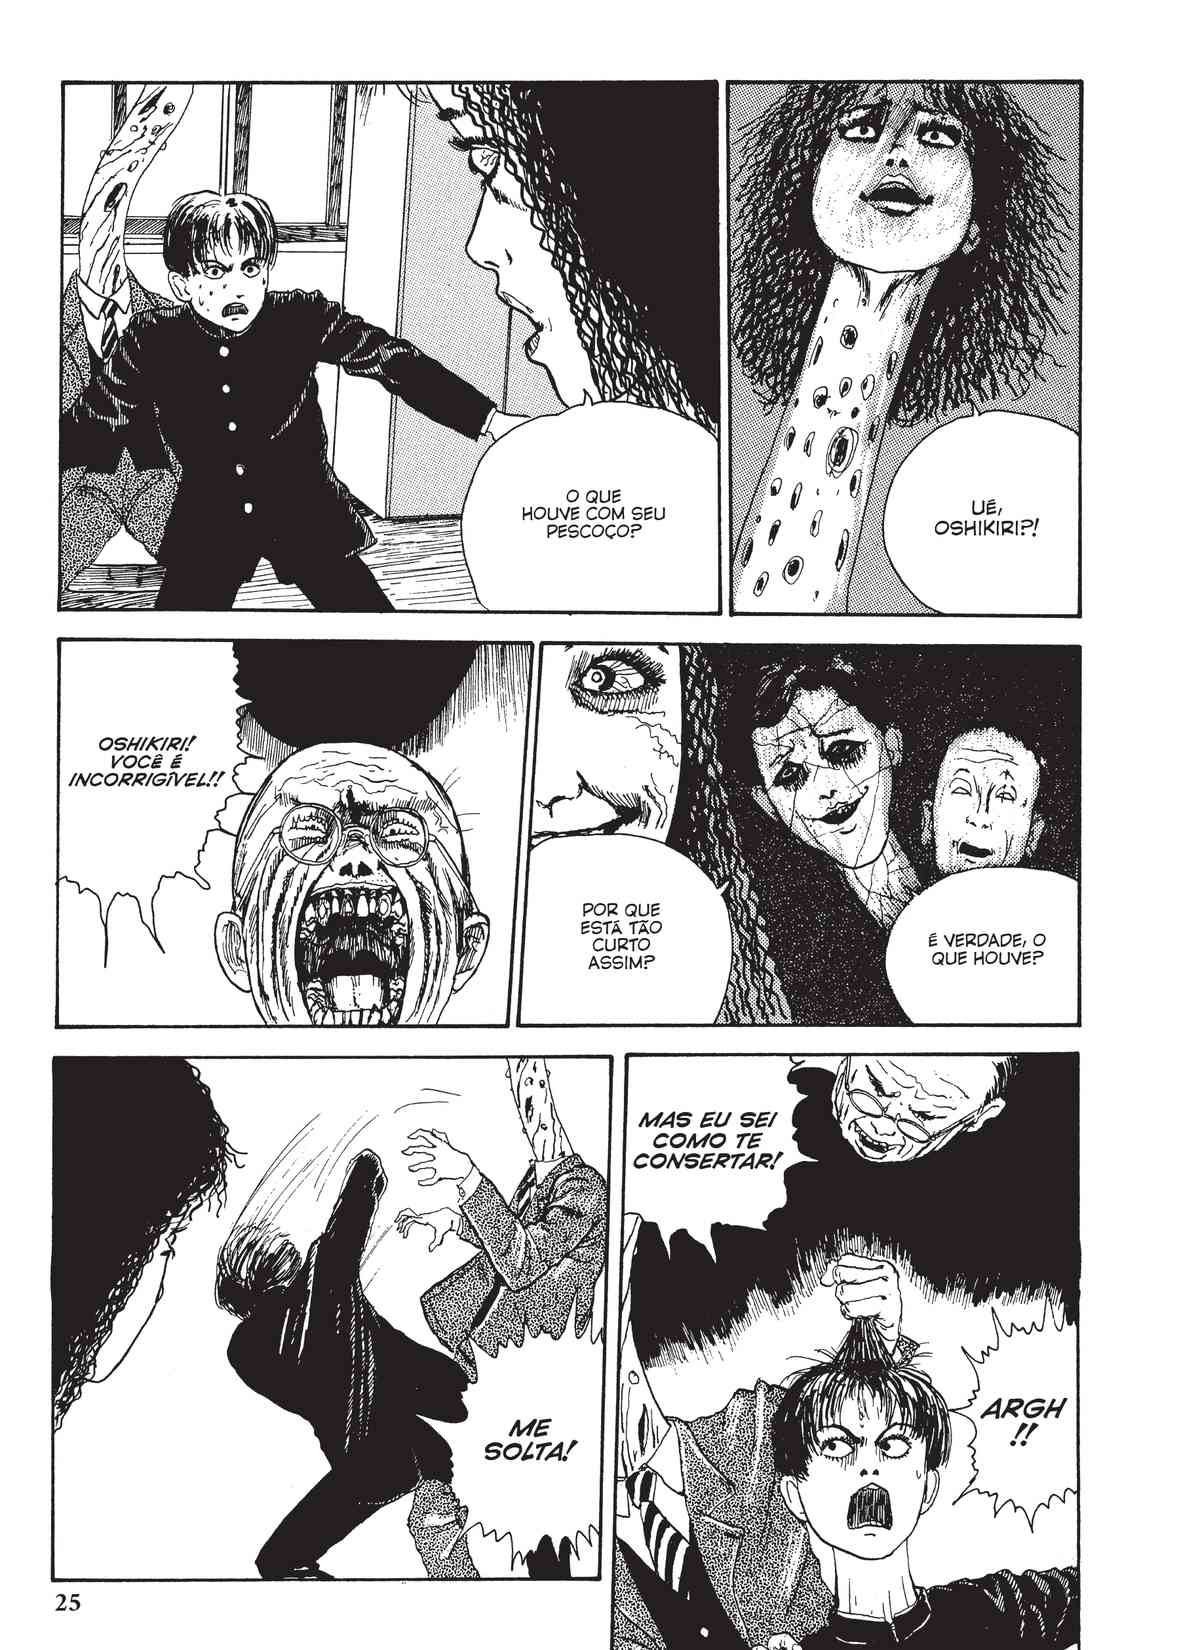 UÉ,
OSHIKIRI?!
O QUE
HOUVE COM SEU
PESCOÇO?
É VERDADE, O
QUE HOUVE?
POR QUE
ESTÁ TÃO
CURTO
ASSIM?
OSHIKIRI!
VOCÊ É
INCORRIGÍVEL!!
MAS EU SEI
COMO TE
CONSERTAR!
ARGH
!!
ME
SOLTA!
25